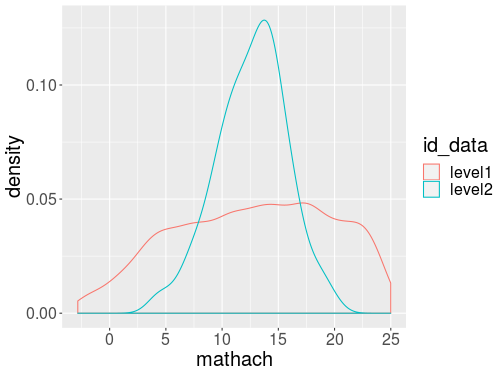 0.10
0.05
0.00
density
0 5 10 15 20 25
mathach
id_data
level1
level2